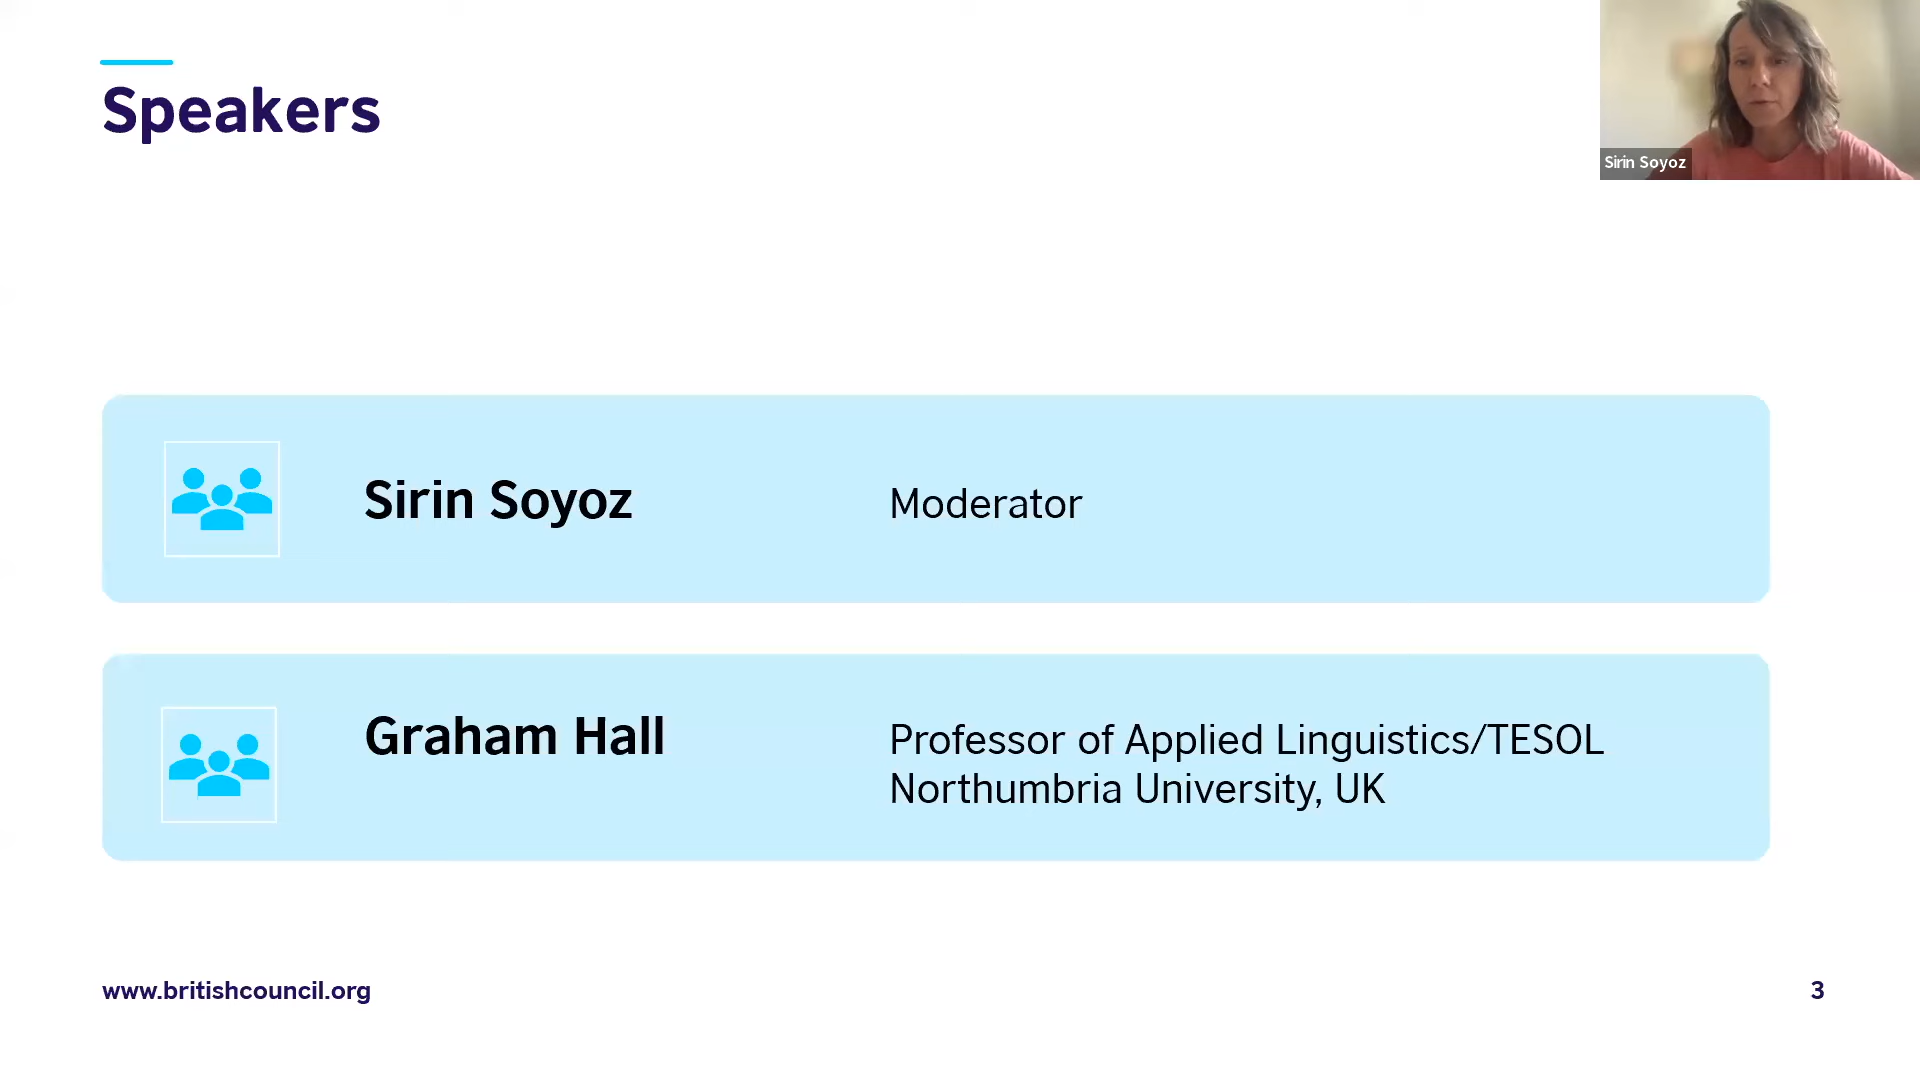 Speakers
Sirin Soyoz
Sirin Soyoz
Moderator
Graham Hall
Professor of Applied Linguistics/TESOL
Northumbria University, UK
www.britishcouncil.org
3